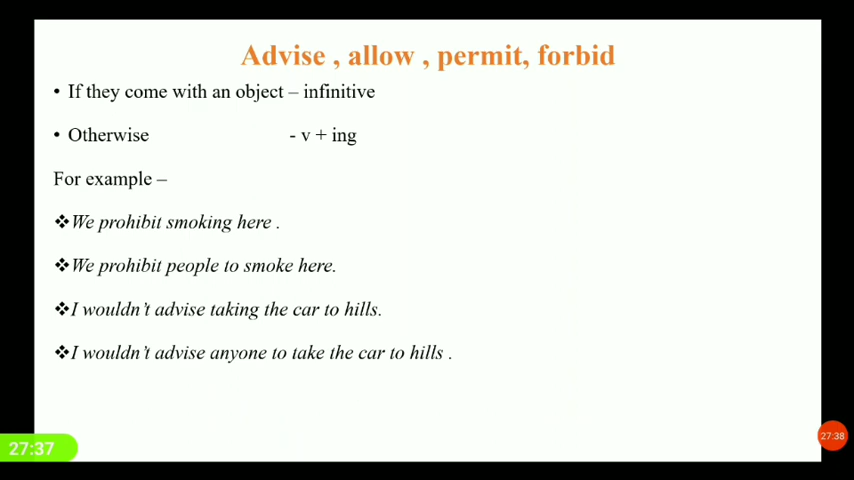 Advise , allow , permit, forbid
• If they come with an object – infinitive
• Otherwise - v + ing
For example –
❖We prohibit smoking here .
❖We prohibit people to smoke here.
❖I wouldn't advise taking the car to hills.
❖I wouldn't advise anyone to take the car to hills .
27:37
27:38